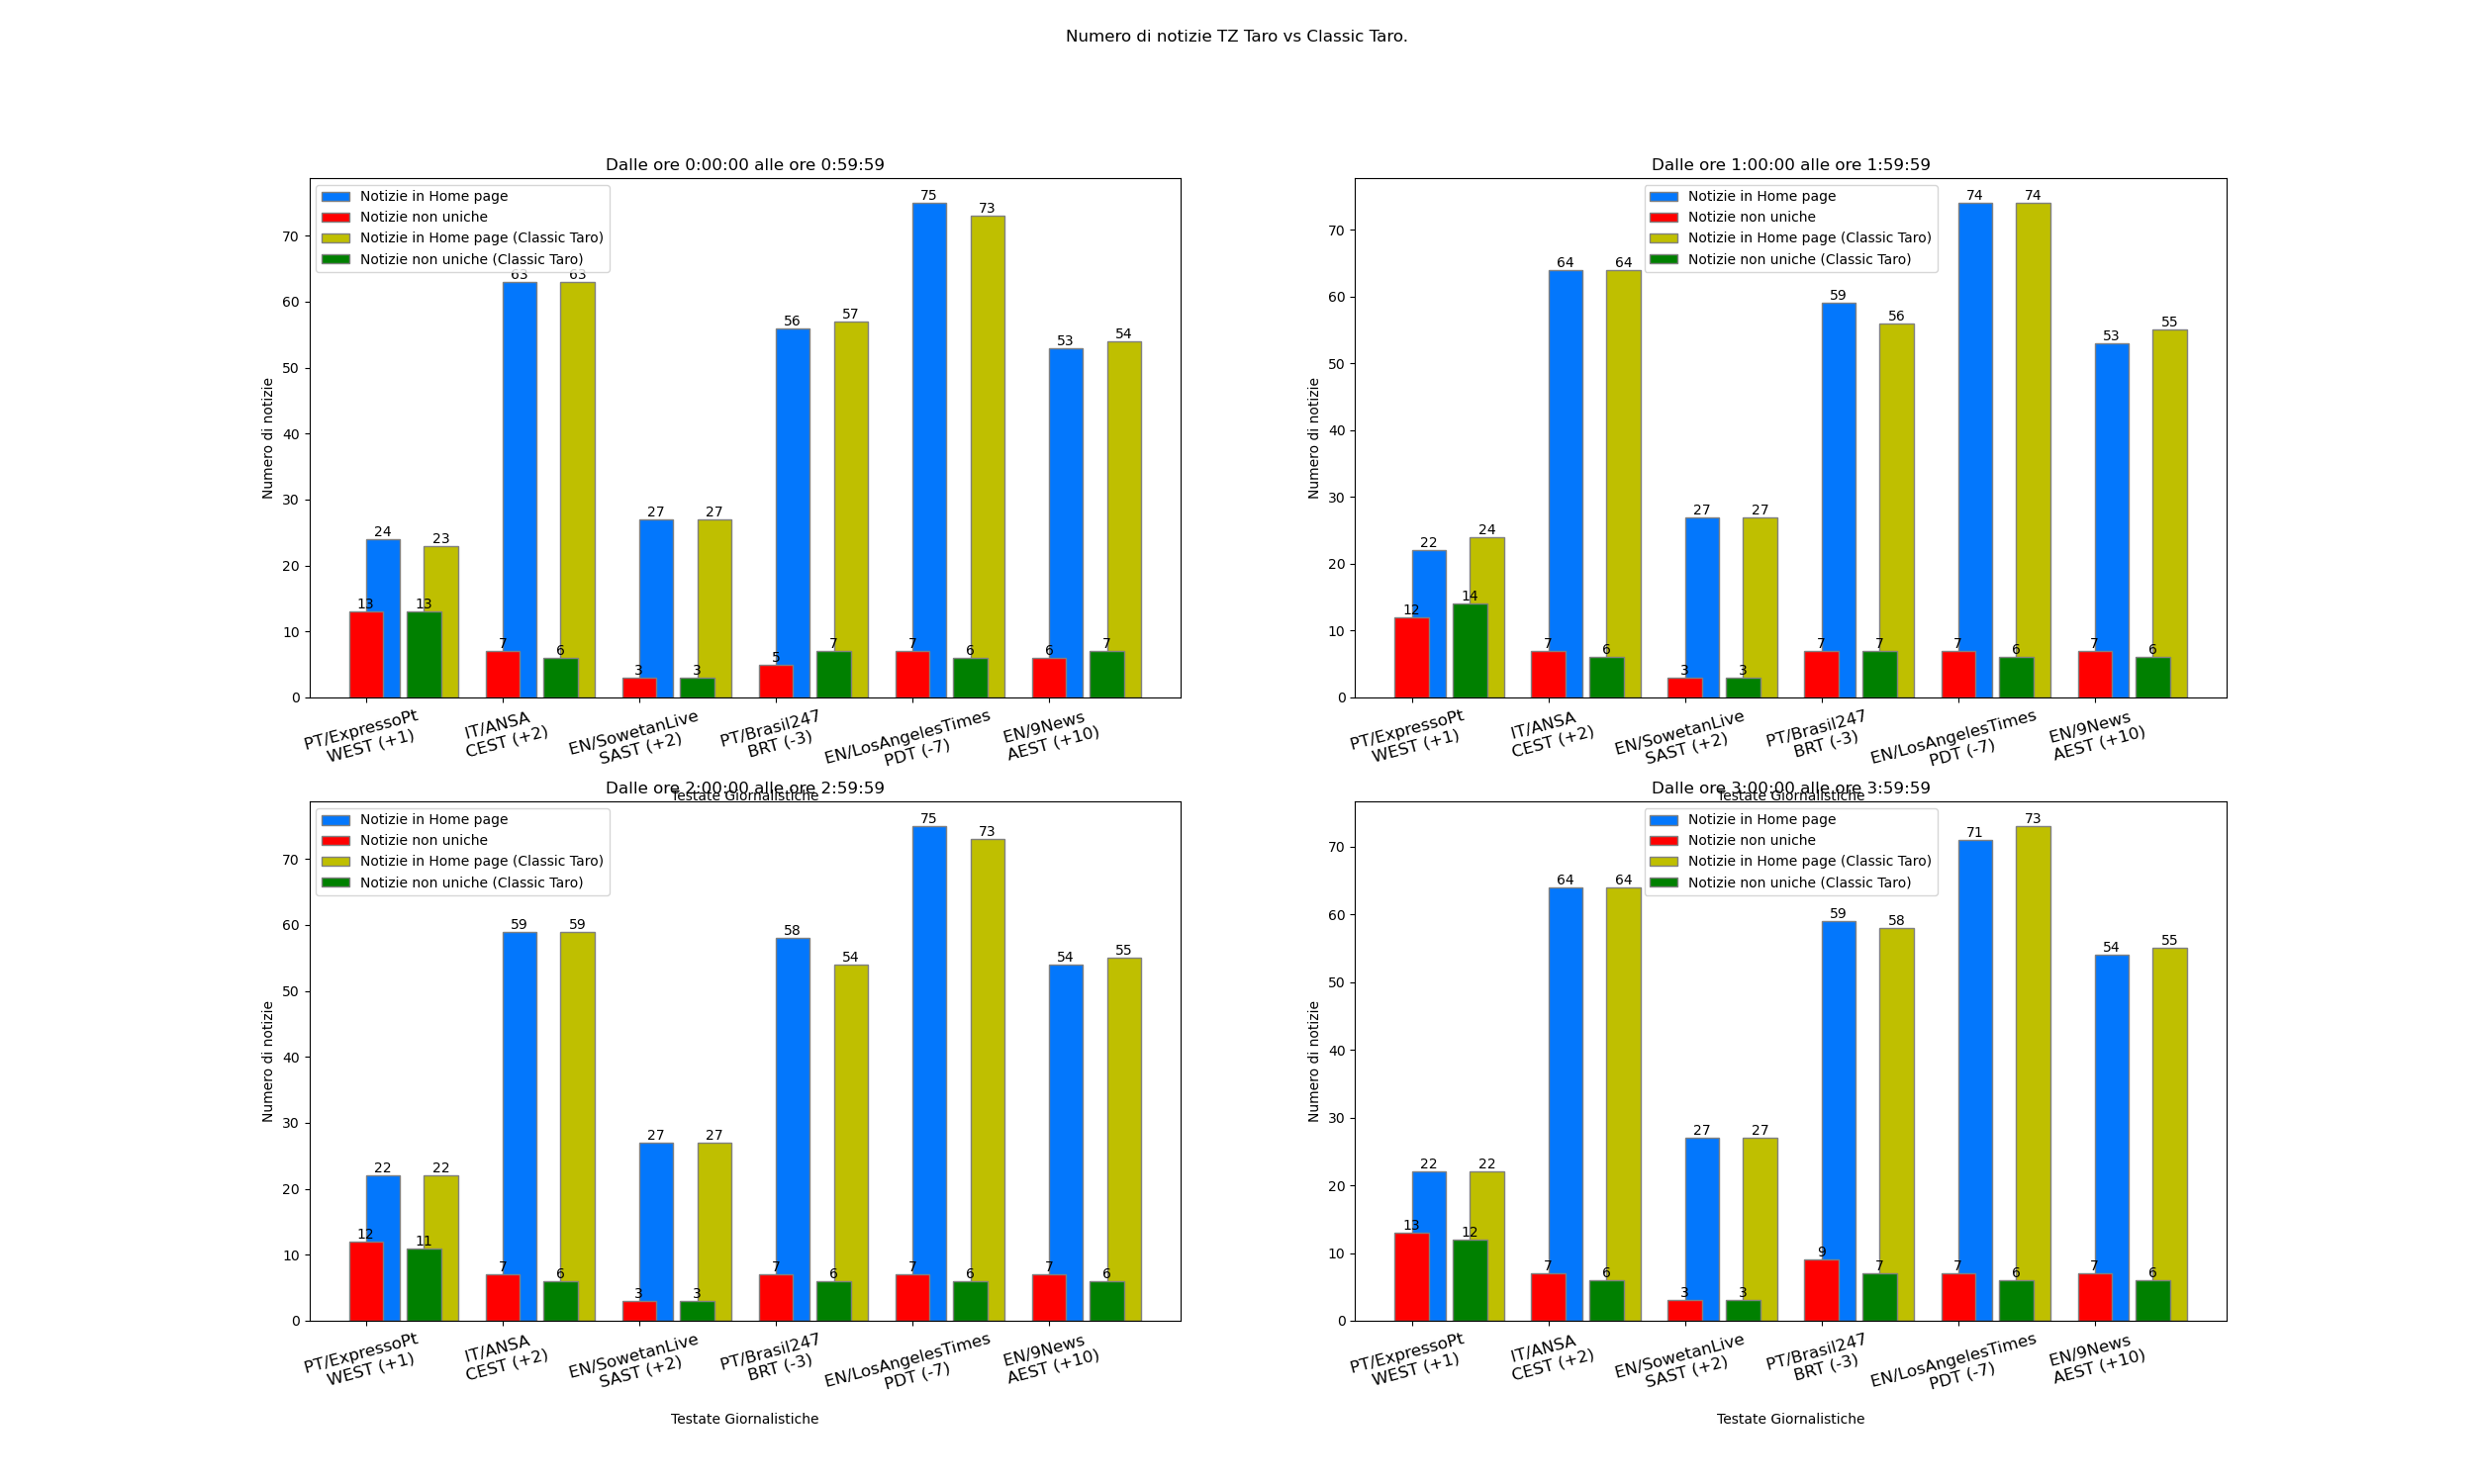 Numero di notizie TZ Taro vs Classic Taro.
Dalle ore 0:00:00 alle ore 0:59:59
Notizie in Home page
Notizie non uniche
Notizie in Home page (Classic Taro)
Notizie non uniche (Classic Taro)
Numero di notizie
0 10 20 30 40 50 60 70
24 63 27 56 75 53
13 7 3 5 7 6
23 63 27 57 73 54
13 6 3 7 6 7
PT/ExpressoPt
WEST (+1)
IT/ANSA
CEST (+2)
EN/SowetanLive
SAST (+2)
PT/Brasil247
BRT (-3)
EN/LosAngelesTimes
PDT (-7)
EN/9News
AEST (+10)
Testate Giornalistiche
Dalle ore 1:00:00 alle ore 1:59:59
Notizie in Home page
Notizie non uniche
Notizie in Home page (Classic Taro)
Notizie non uniche (Classic Taro)
Numero di notizie
0 10 20 30 40 50 60 70
22 64 27 59 74 53
12 7 3 7 7 7
24 64 27 56 74 55
14 6 3 7 6 6
PT/ExpressoPt
WEST (+1)
IT/ANSA
CEST (+2)
EN/SowetanLive
SAST (+2)
PT/Brasil247
BRT (-3)
EN/LosAngelesTimes
PDT (-7)
EN/9News
AEST (+10)
Testate Giornalistiche
Dalle ore 2:00:00 alle ore 2:59:59
Notizie in Home page
Notizie non uniche
Notizie in Home page (Classic Taro)
Notizie non uniche (Classic Taro)
Numero di notizie
0 10 20 30 40 50 60 70
22 59 27 58 75 54
12 7 3 7 7 7
22 59 27 54 73 55
11 6 3 6 6 6
PT/ExpressoPt
WEST (+1)
IT/ANSA
CEST (+2)
EN/SowetanLive
SAST (+2)
PT/Brasil247
BRT (-3)
EN/LosAngelesTimes
PDT (-7)
EN/9News
AEST (+10)
Testate Giornalistiche
Dalle ore 3:00:00 alle ore 3:59:59
Notizie in Home page
Notizie non uniche
Notizie in Home page (Classic Taro)
Notizie non uniche (Classic Taro)
Numero di notizie
0 10 20 30 40 50 60 70
22 64 27 59 71 54
13 7 3 9 7 7
22 64 27 58 73 55
12 6 3 7 6 6
PT/ExpressoPt
WEST (+1)
IT/ANSA
CEST (+2)
EN/SowetanLive
SAST (+2)
PT/Brasil247
BRT (-3)
EN/LosAngelesTimes
PDT (-7)
EN/9News
AEST (+10)
Testate Giornalistiche